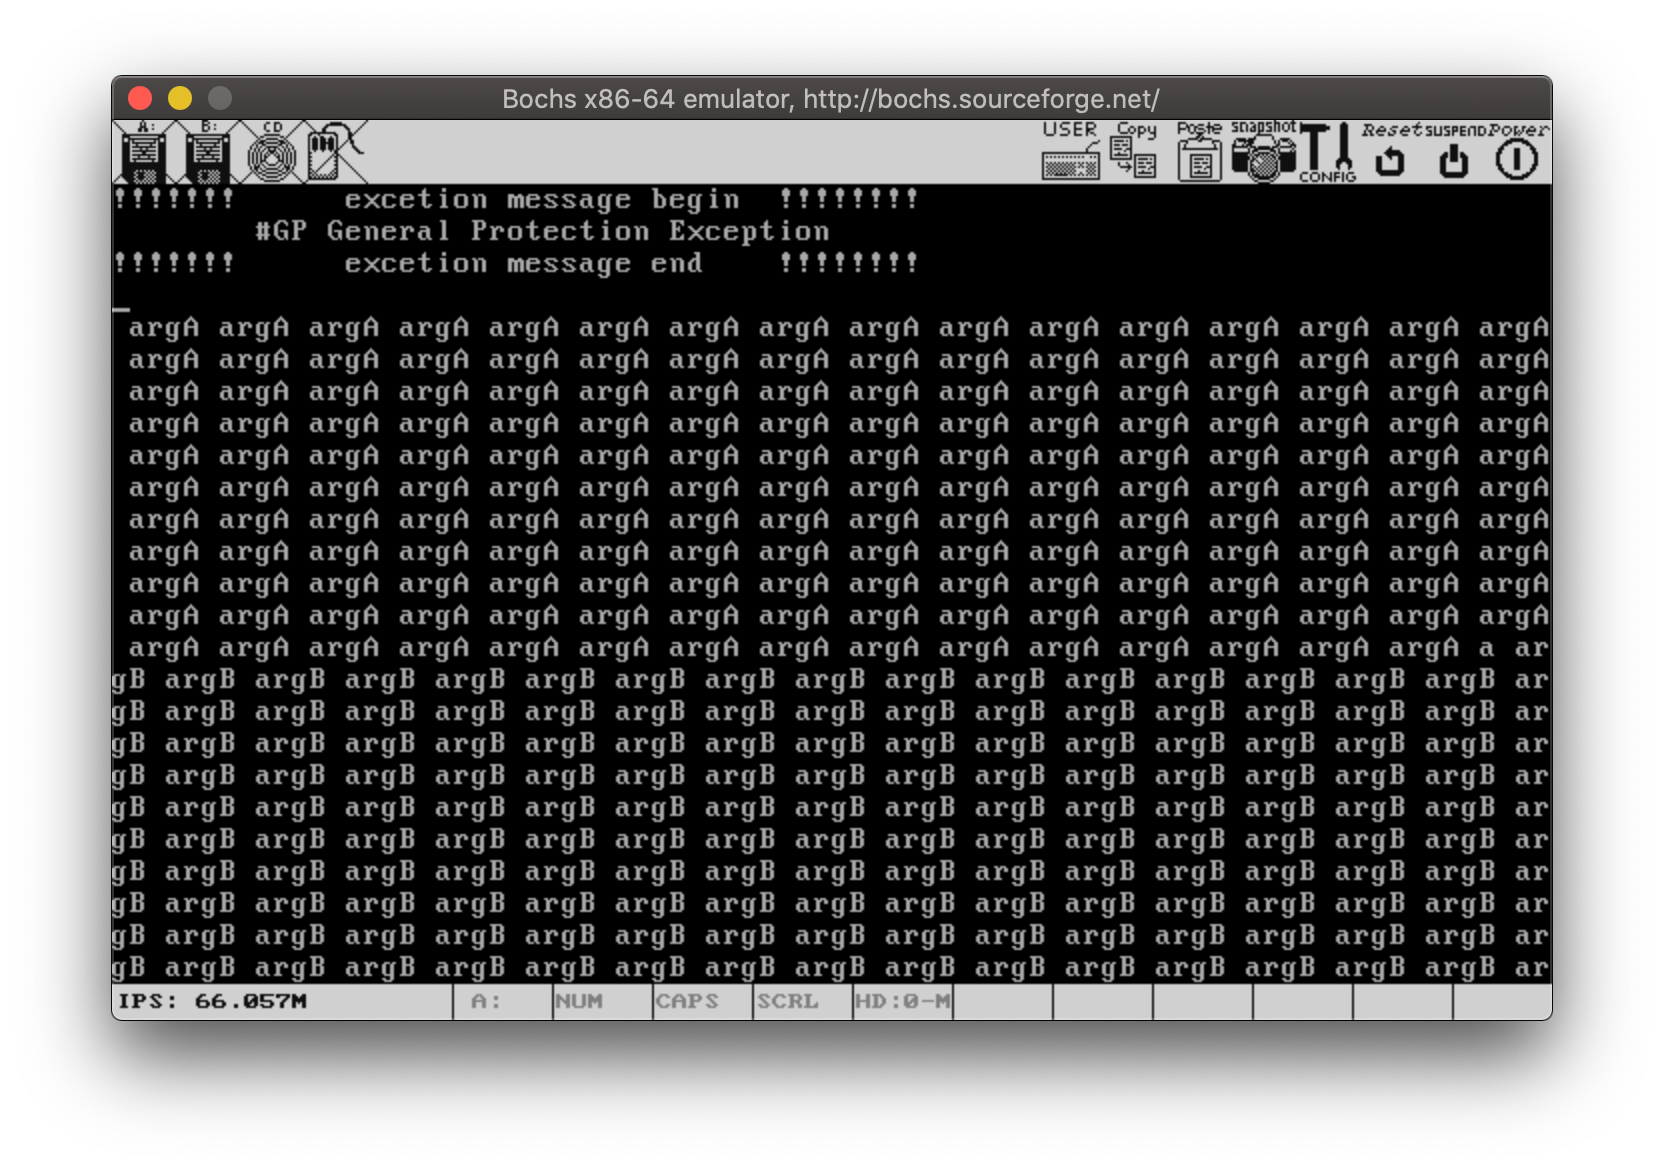 Bochs x86-64 emulator, http://bochs.sourceforge.net/
A: B: CD USER Copy Paste snapshot CONFIG Reset SUSPEND Power
!!!!!!! excetion message begin !!!!!!!!
#GP General Protection Exception
!!!!!!! excetion message end !!!!!!!!
_
argA argA argA argA argA argA argA argA argA argA argA argA argA argA argA argA
argA argA argA argA argA argA argA argA argA argA argA argA argA argA argA argA
argA argA argA argA argA argA argA argA argA argA argA argA argA argA argA argA
argA argA argA argA argA argA argA argA argA argA argA argA argA argA argA argA
argA argA argA argA argA argA argA argA argA argA argA argA argA argA argA argA
argA argA argA argA argA argA argA argA argA argA argA argA argA argA argA argA
argA argA argA argA argA argA argA argA argA argA argA argA argA argA argA argA
argA argA argA argA argA argA argA argA argA argA argA argA argA argA argA argA
argA argA argA argA argA argA argA argA argA argA argA argA argA argA argA argA
argA argA argA argA argA argA argA argA argA argA argA argA argA argA argA argA
argA argA argA argA argA argA argA argA argA argA argA argA argA argA argA a ar
gB argB argB argB argB argB argB argB argB argB argB argB argB argB argB argB ar
gB argB argB argB argB argB argB argB argB argB argB argB argB argB argB argB ar
gB argB argB argB argB argB argB argB argB argB argB argB argB argB argB argB ar
gB argB argB argB argB argB argB argB argB argB argB argB argB argB argB argB ar
gB argB argB argB argB argB argB argB argB argB argB argB argB argB argB argB ar
gB argB argB argB argB argB argB argB argB argB argB argB argB argB argB argB ar
gB argB argB argB argB argB argB argB argB argB argB argB argB argB argB argB ar
gB argB argB argB argB argB argB argB argB argB argB argB argB argB argB argB ar
gB argB argB argB argB argB argB argB argB argB argB argB argB argB argB argB ar
gB argB argB argB argB argB argB argB argB argB argB argB argB argB argB argB ar
IPS: 66.057M A: NUM CAPS SCRL HD:0-M